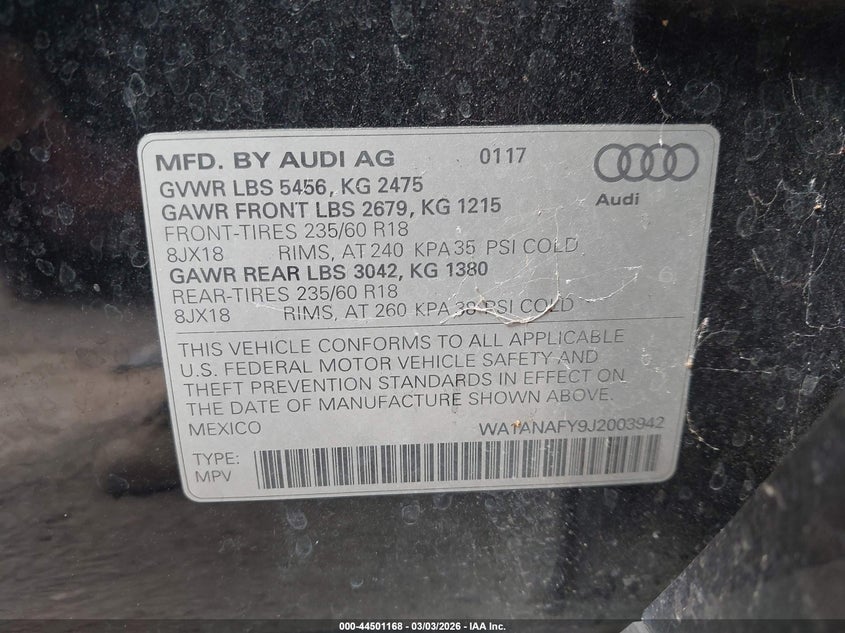 MFD. BY AUDI AG 0117
GVWR LBS 5456, KG 2475
GAWR FRONT LBS 2679, KG 1215
Audi
FRONT-TIRES 235/60 R18
8JX18 RIMS, AT 240 KPA 35 PSI COLD
GAWR REAR LBS 3042, KG 1380
REAR-TIRES 235/60 R18
8JX18 RIMS, AT 260 KPA 38 PSI COLD
THIS VEHICLE CONFORMS TO ALL APPLICABLE
U.S. FEDERAL MOTOR VEHICLE SAFETY AND
THEFT PREVENTION STANDARDS IN EFFECT ON
THE DATE OF MANUFACTURE SHOWN ABOVE.
MEXICO WA1ANAFY9J2003942
TYPE:
MPV
000-44501168 - 03/03/2026 - IAA Inc.